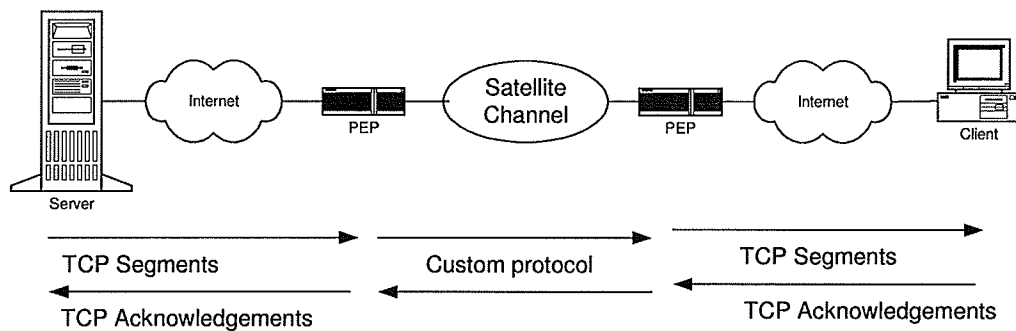 Internet
Satellite
Channel
Internet
PEP
PEP
Client
Server
TCP Segments
Custom protocol
TCP Segments
TCP Acknowledgements
TCP Acknowledgements